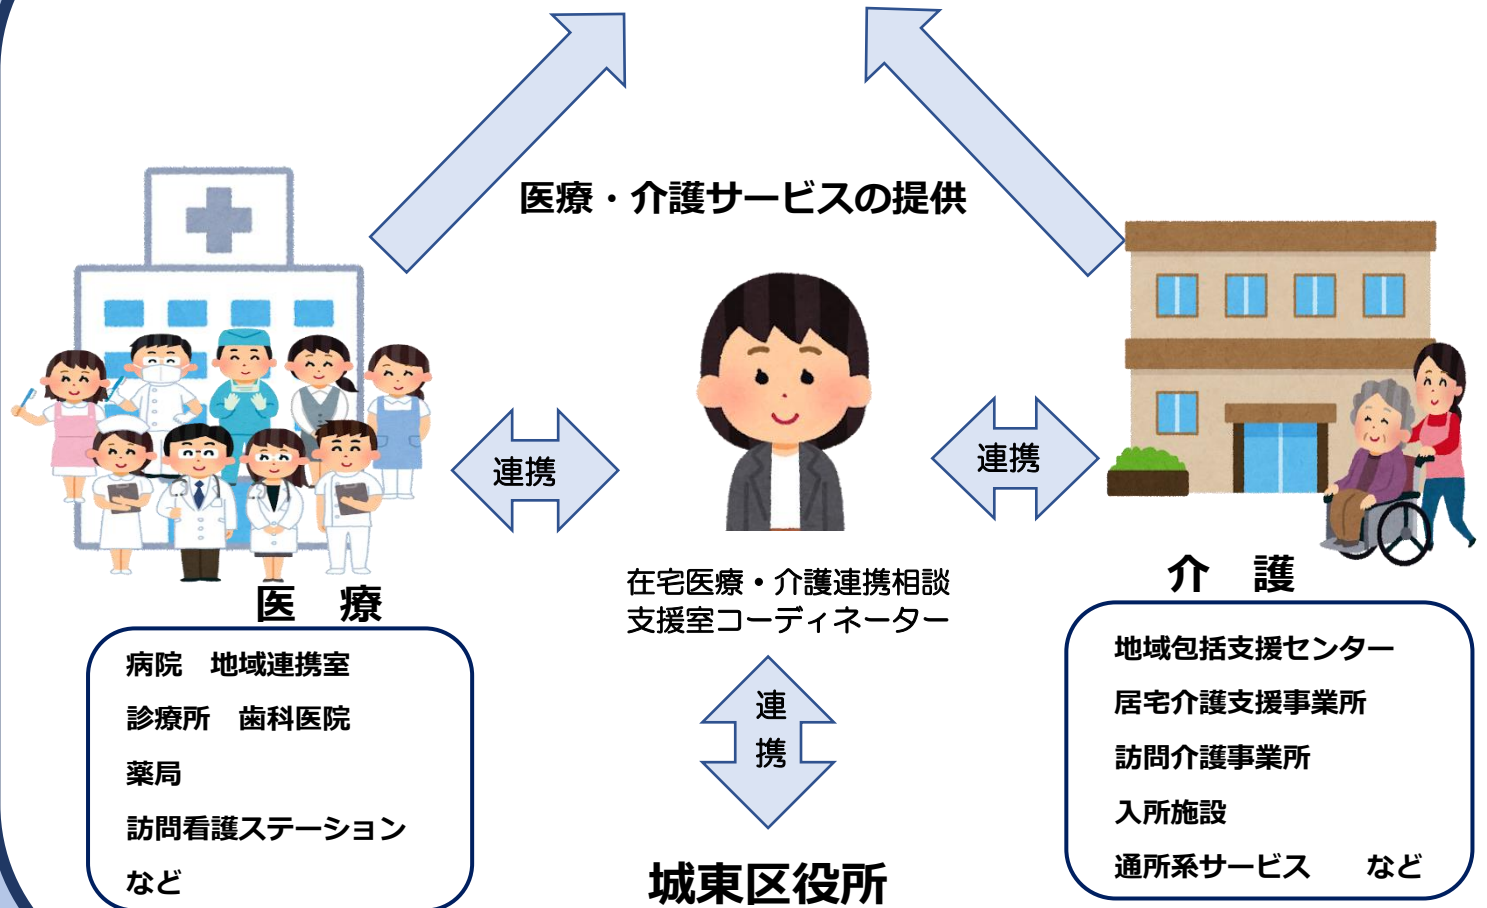 医療・介護サービスの提供
連携
連携
在宅医療・介護連携相談
支援室コーディネーター
医　療
病院　地域連携室
診療所　歯科医院
薬局
訪問看護ステーション
など
介　護
地域包括支援センター
居宅介護支援事業所
訪問介護事業所
入所施設
通所系サービス　　など
連
携
城東区役所